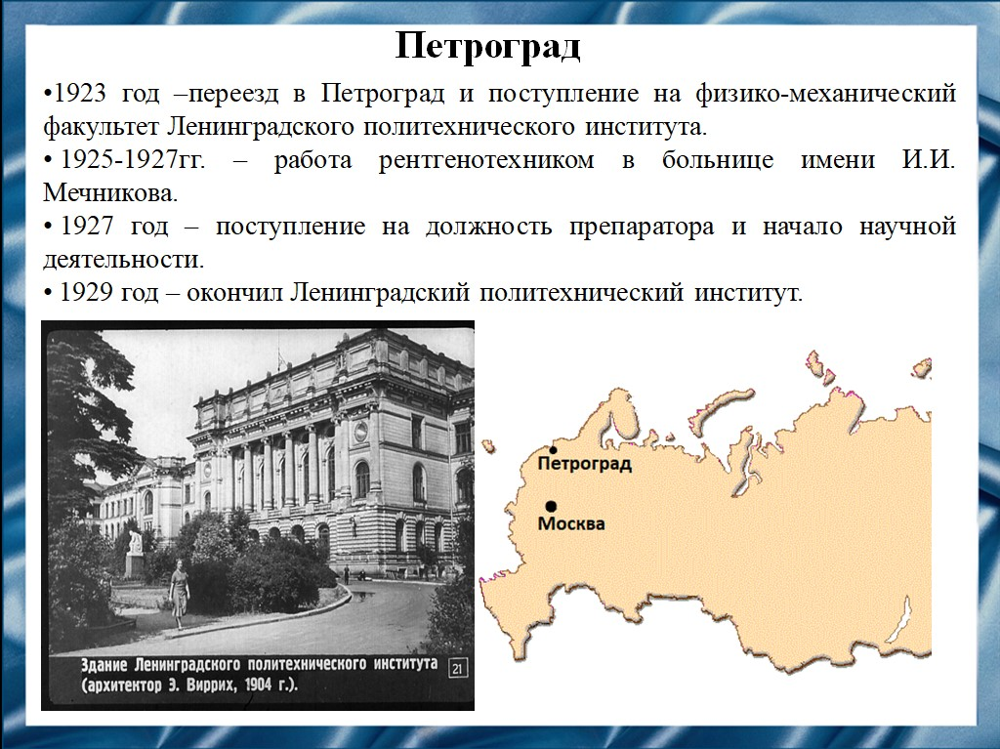 Петроград
•1923 год –переезд в Петроград и поступление на физико-механический
факультет Ленинградского политехнического института.
• 1925-1927гг. – работа рентгенотехником в больнице имени И.И.
Мечникова.
• 1927 год – поступление на должность препаратора и начало научной
деятельности.
• 1929 год – окончил Ленинградский политехнический институт.
Здание Ленинградского политехнического института
(архитектор Э. Виррих, 1904 г.).
21
Петроград
Москва